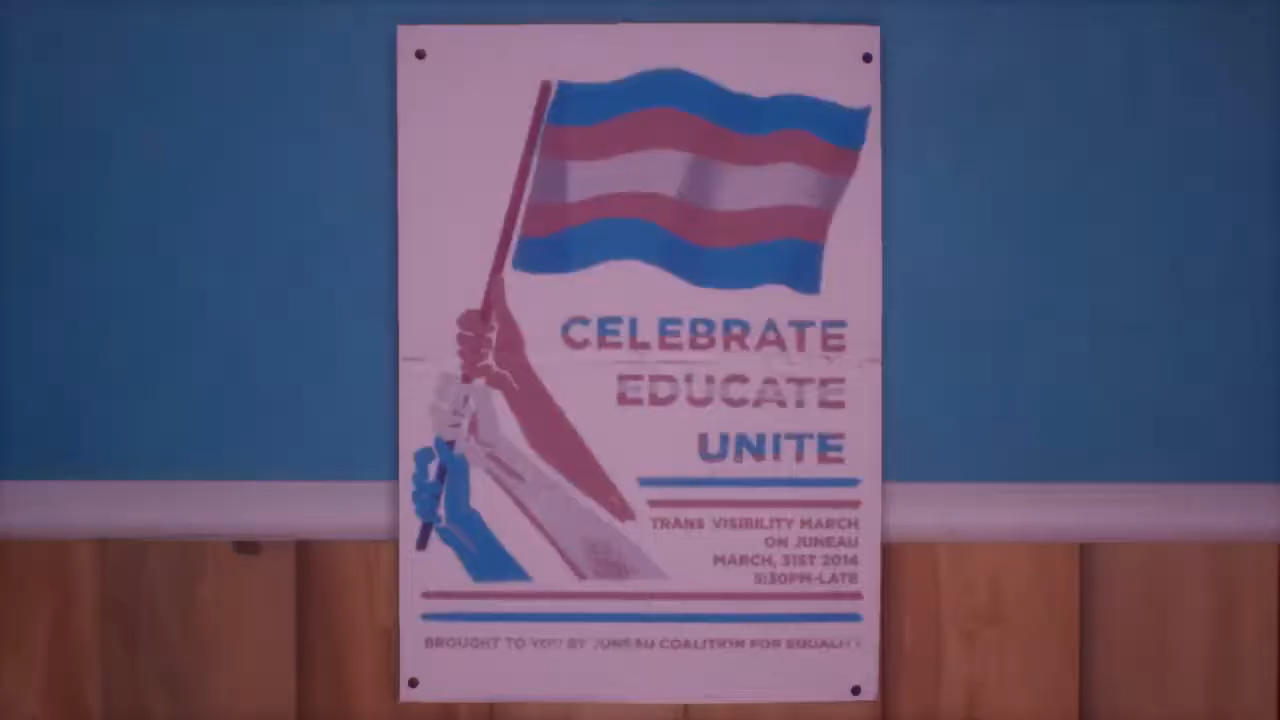 CELEBRATE
EDUCATE
UNITE
TRANS VISIBILITY MARCH
ON JUNEAU
MARCH, 31ST 2014
5:30PM-LATE
BROUGHT TO YOU BY JUNEAU COALITION FOR EQUALITY